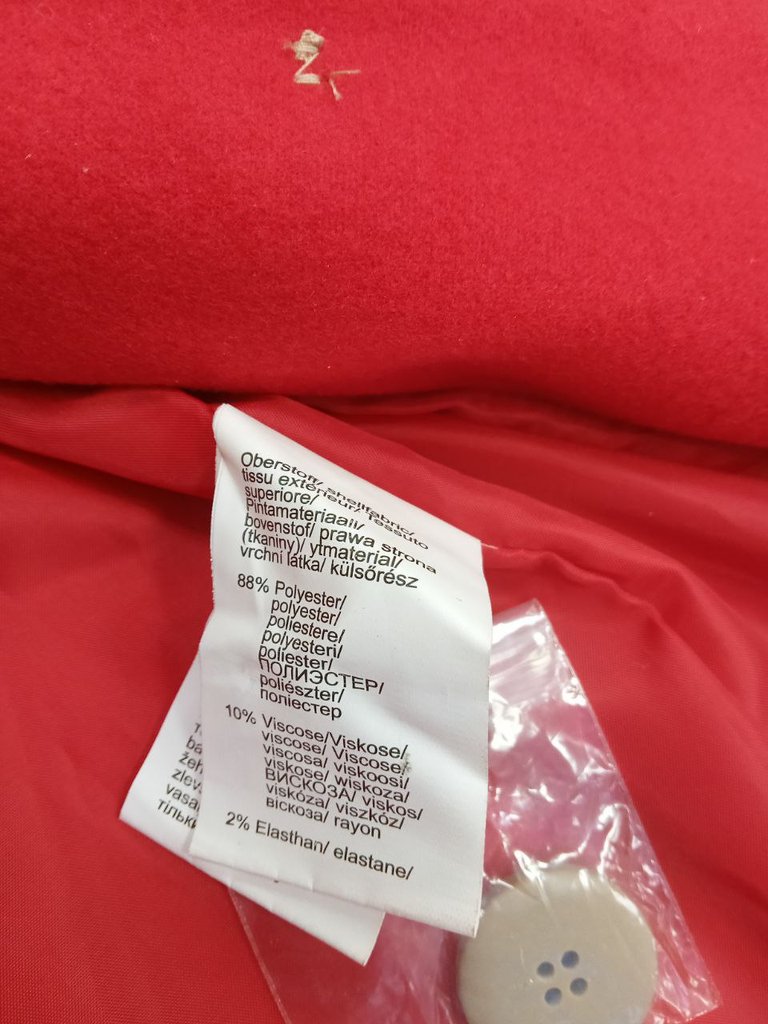 Oberstoff/ shellfabric/
tissu extérieur/ Tessuto
superiore/
Pintamateriaali/
bovenstof/ prawa strona
(tkaniny)/ ytmaterial/
vrchní látka/ külsőrész
88% Polyester/
polyester/
poliestere/
polyesteri/
poliester/
ПОЛИЭСТЕР/
poliészter/
поліестер
10% Viscose/Viskose/
viscose/ Viscose/
viscosa/ viskoosi/
viskose/ wiskoza/
ВИСКОЗА/ viskos/
viskóza/ viszkóz/
віскоза/ rayon
2% Elasthan/ elastane/